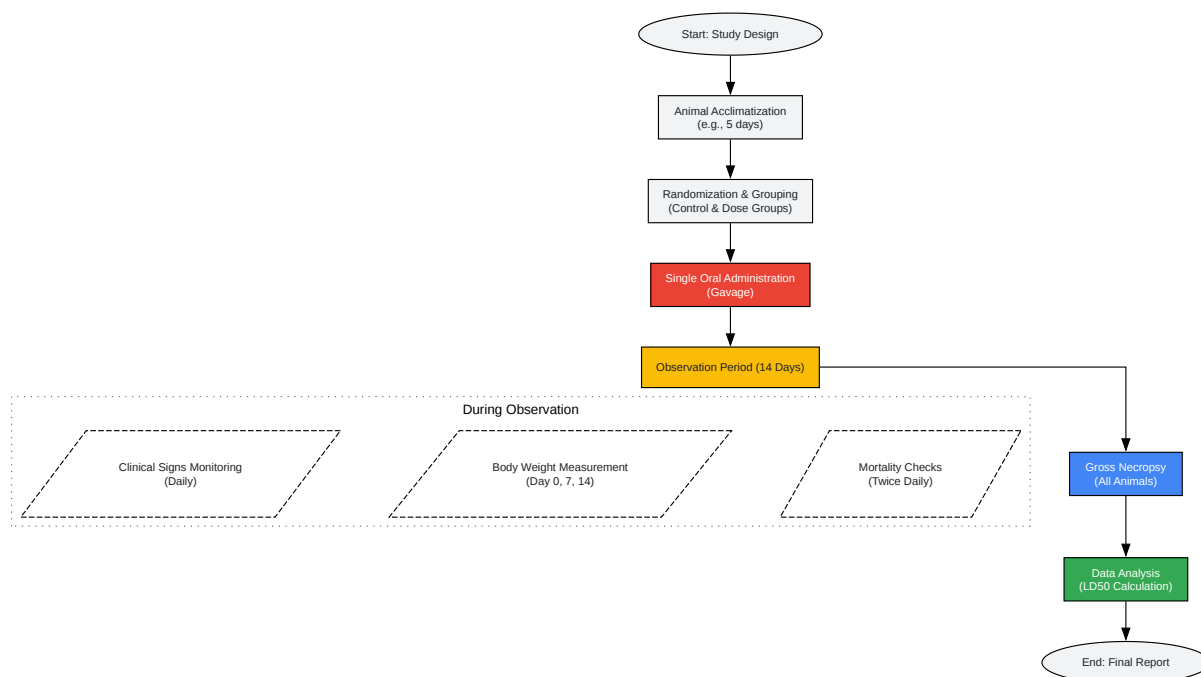 Start: Study Design
Animal Acclimatization
(e.g., 5 days)
Randomization & Grouping
(Control & Dose Groups)
Single Oral Administration
(Gavage)
Observation Period (14 Days)
During Observation
Clinical Signs Monitoring
(Daily)
Body Weight Measurement
(Day 0, 7, 14)
Mortality Checks
(Twice Daily)
Gross Necropsy
(All Animals)
Data Analysis
(LD50 Calculation)
End: Final Report